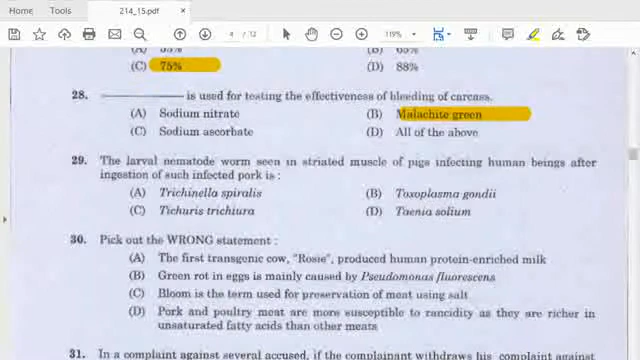 Home Tools 214_15.pdf ×
4 / 12 119%
(A) 55% (B) 65%
(C) 75% (D) 88%
28. ____________ is used for testing the effectiveness of bleeding of carcass.
(A) Sodium nitrate (B) Malachite green
(C) Sodium ascorbate (D) All of the above
29. The larval nematode worm seen in striated muscle of pigs infecting human beings after
ingestion of such infected pork is :
(A) Trichinella spiralis (B) Toxoplasma gondii
(C) Tichuris trichiura (D) Taenia solium
30. Pick out the WRONG statement :
(A) The first transgenic cow, "Rosie", produced human protein-enriched milk
(B) Green rot in eggs is mainly caused by Pseudomonas fluorescens
(C) Bloom is the term used for preservation of meat using salt
(D) Pork and poultry meat are more susceptible to rancidity as they are richer in
unsaturated fatty acids than other meats
31. In a complaint against several accused, if the complainant withdraws his complaint against